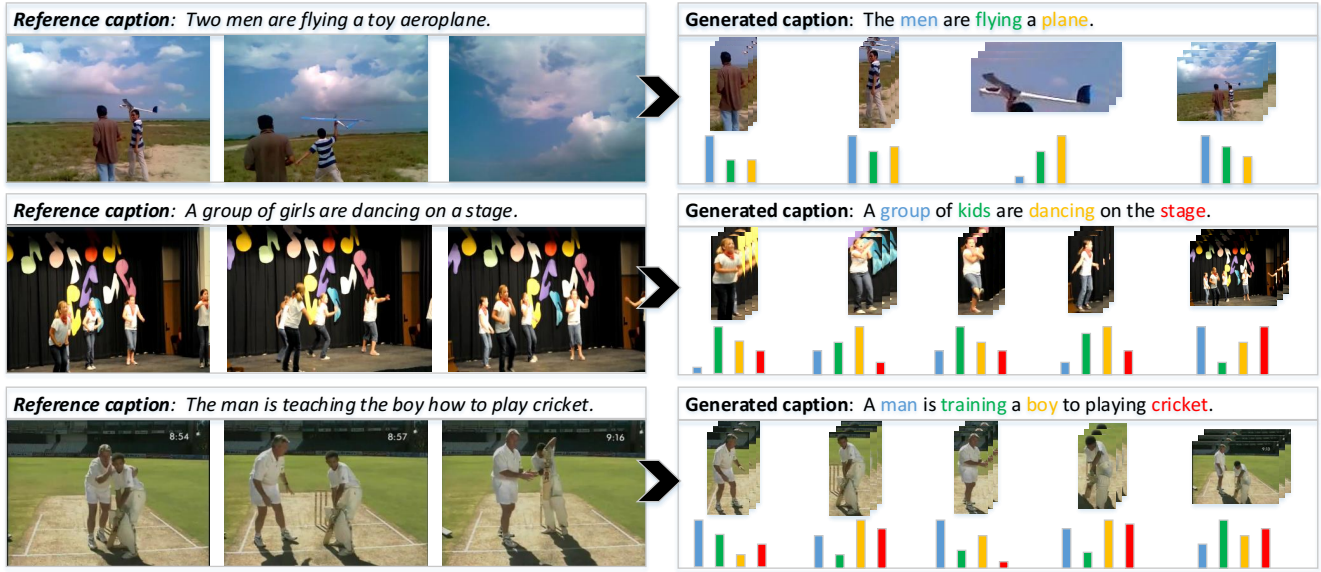 Reference caption: Two men are flying a toy aeroplane.
Generated caption: The men are flying a plane.
Reference caption: A group of girls are dancing on a stage.
Generated caption: A group of kids are dancing on the stage.
Reference caption: The man is teaching the boy how to play cricket.
Generated caption: A man is training a boy to playing cricket.
8:54
8:57
9:16